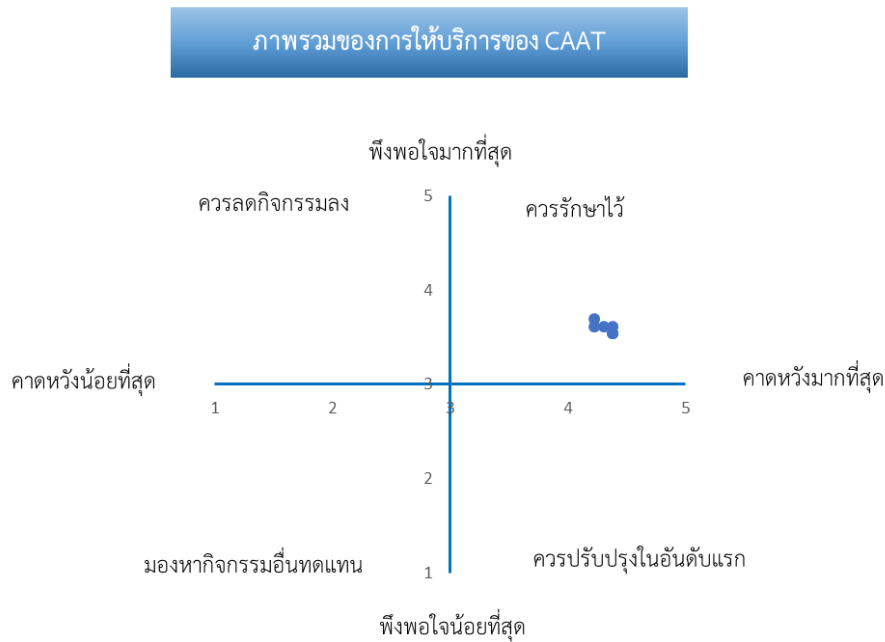 ภาพรวมของการให้บริการของ CAAT
พึงพอใจมากที่สุด
ควรลดกิจกรรมลง
5
ควรรักษาไว้
4
คาดหวังน้อยที่สุด
3
คาดหวังมากที่สุด
1 2 3 4 5
2
มองหากิจกรรมอื่นทดแทน
1
ควรปรับปรุงในอันดับแรก
พึงพอใจน้อยที่สุด